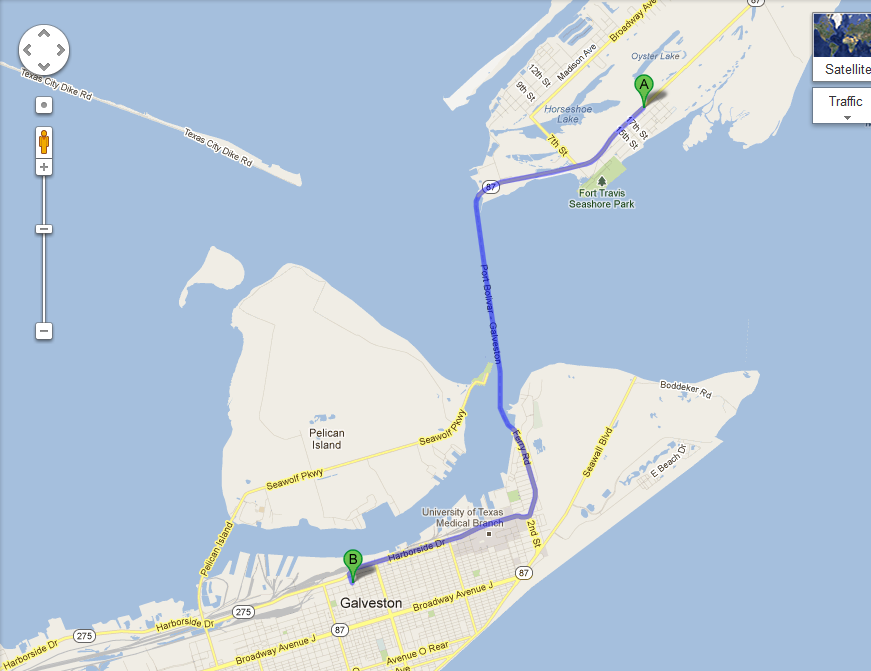 87
Broadway Ave
Oyster Lake
Madison Ave
12th St
9th St
A
Satellite
Texas City Dike Rd
Traffic
Horseshoe
Lake
17th St
15th St
Texas City Dike Rd
7th St
87
Fort Travis
Seashore Park
Port Bolivar - Galveston
Boddeker Rd
Pelican
Island
Seawolf Pkwy
Ferry Rd
Seawall Blvd
E Beach Dr
Seawolf Pkwy
University of Texas
Medical Branch
2nd St
Pelican Island
Harborside Dr
B
87
Galveston
Broadway Avenue J
275
Harborside Dr
87
275
Broadway Avenue J
Avenue O Rear
Harborside Dr
Ave